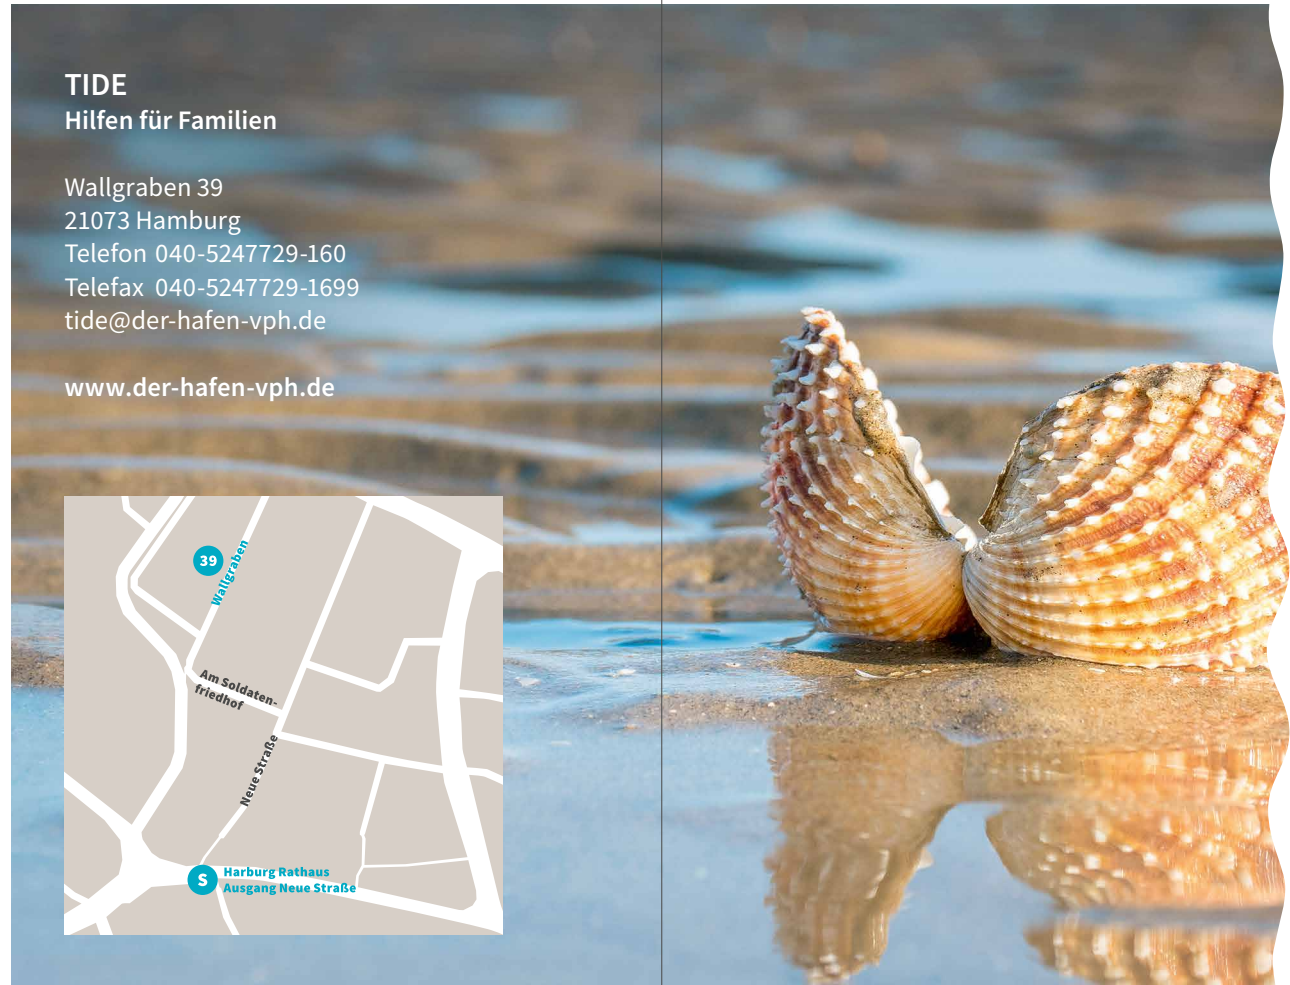 TIDE
Hilfen für Familien
Wallgraben 39
21073 Hamburg
Telefon 040-5247729-160
Telefax 040-5247729-1699
tide@der-hafen-vph.de
www.der-hafen-vph.de
39
Wallgraben
Am Soldaten-
friedhof
Neue Straße
S
Harburg Rathaus
Ausgang Neue Straße